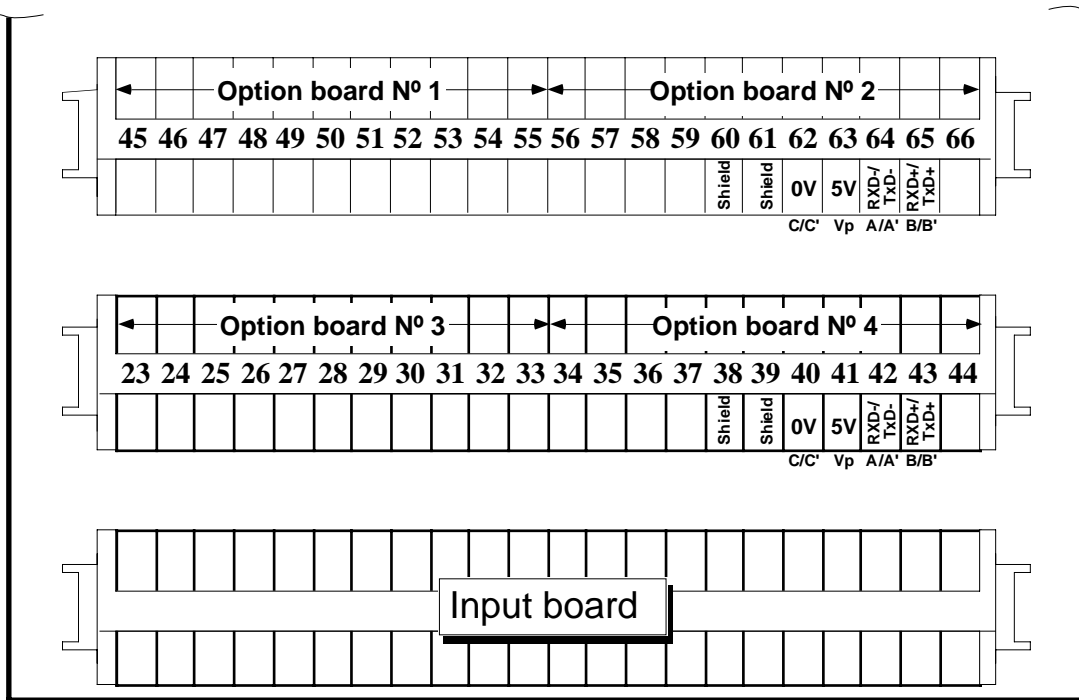 Option board Nº 1 Option board Nº 2
45 46 47 48 49 50 51 52 53 54 55 56 57 58 59 60 61 62 63 64 65 66
Shield Shield 0V 5V RXD-/ TxD- RXD+/ TxD+
C/C' Vp A/A' B/B'
Option board Nº 3 Option board Nº 4
23 24 25 26 27 28 29 30 31 32 33 34 35 36 37 38 39 40 41 42 43 44
Shield Shield 0V 5V RXD-/ TxD- RXD+/ TxD+
C/C' Vp A/A' B/B'
Input board